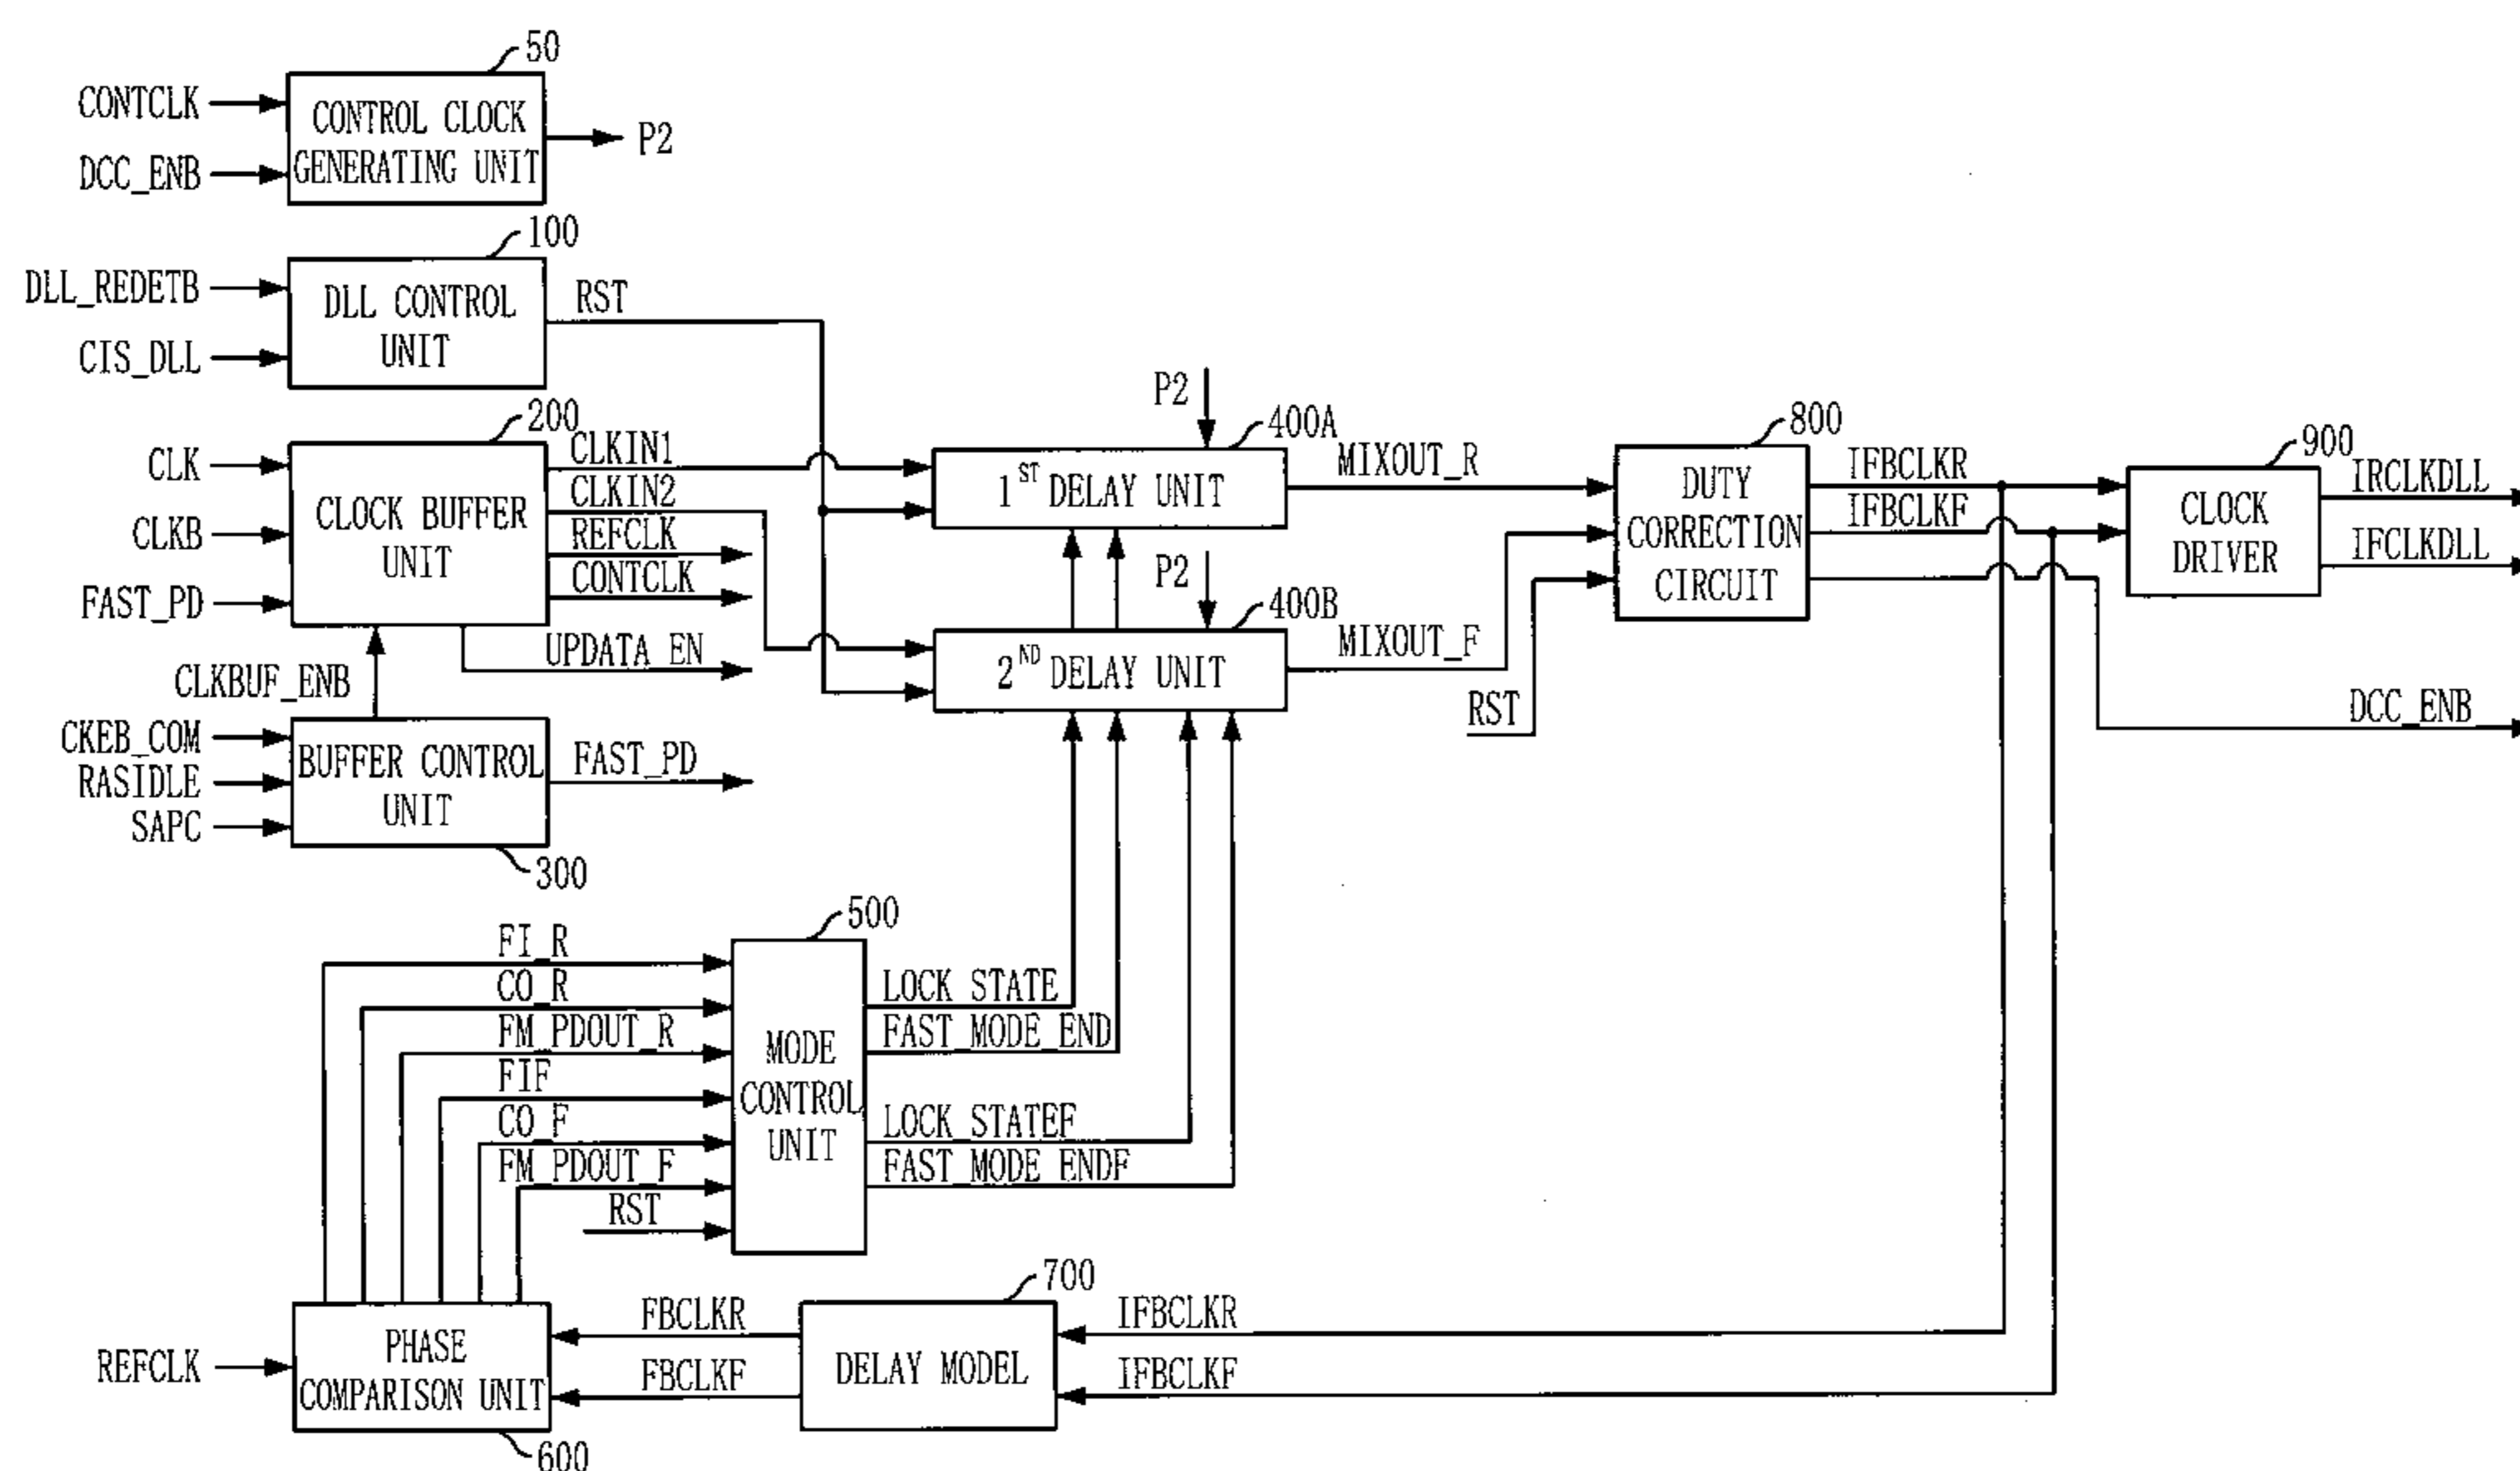 50
CONTCLK
CONTROL CLOCK
GENERATING UNIT
P2
DCC_ENB
100
DLL_REDETB
DLL CONTROL
UNIT
RST
CIS_DLL
200
CLK
CLKB
FAST_PD
CLOCK BUFFER
UNIT
CLKIN1
CLKIN2
REFCLK
CONTCLK
UPDATA_EN
CLKBUF_ENB
CKEB_COM
RASIDLE
SAPC
BUFFER CONTROL
UNIT
FAST_PD
300
P2
400A
1ST DELAY UNIT
MIXOUT_R
P2
400B
2ND DELAY UNIT
MIXOUT_F
RST
800
DUTY
CORRECTION
CIRCUIT
IFBCLKR
IFBCLKF
900
CLOCK
DRIVER
IRCLKDLL
IFCLKDLL
DCC_ENB
500
FI_R
CO_R
FM_PDOUT_R
FIF
CO_F
FM_PDOUT_F
RST
MODE
CONTROL
UNIT
LOCK_STATE
FAST_MODE_END
LOCK_STATEF
FAST_MODE_ENDF
REFCLK
PHASE
COMPARISON UNIT
600
FBCLKR
FBCLKF
700
DELAY MODEL
IFBCLKR
IFBCLKF